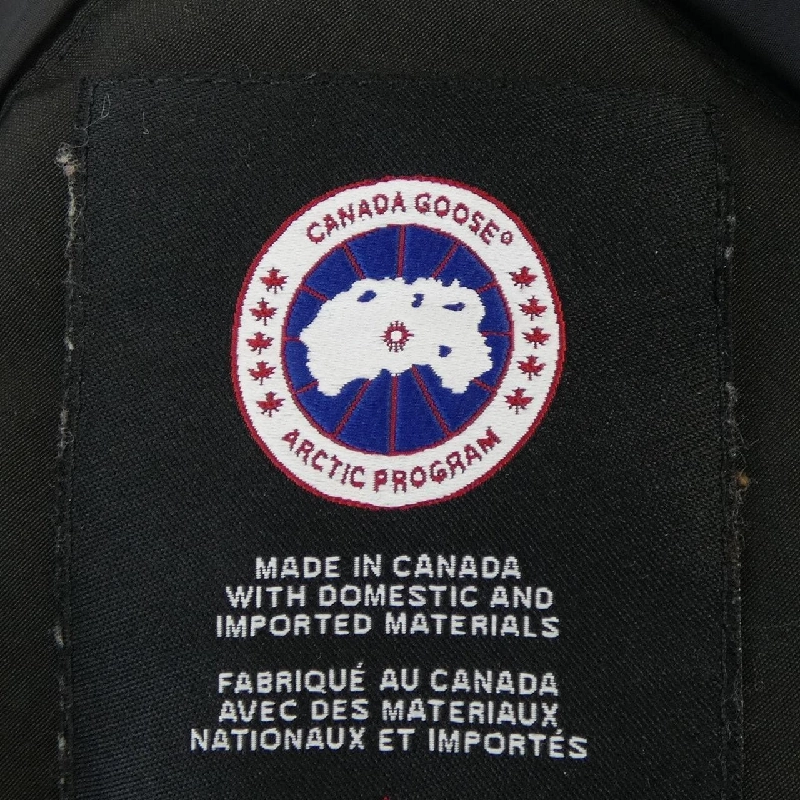 CANADA GOOSE®
ARCTIC PROGRAM
MADE IN CANADA
WITH DOMESTIC AND
IMPORTED MATERIALS
FABRIQUÉ AU CANADA
AVEC DES MATERIAUX
NATIONAUX ET IMPORTÉS